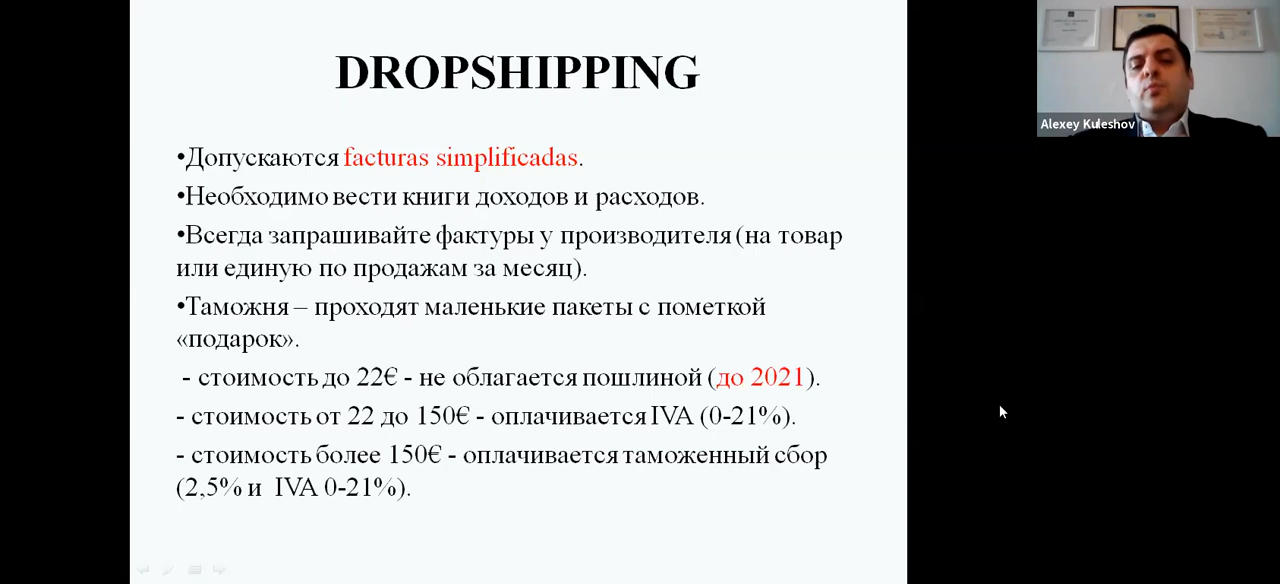 DROPSHIPPING
•Допускаются facturas simplificadas.
•Необходимо вести книги доходов и расходов.
•Всегда запрашивайте фактуры у производителя (на товар
или единую по продажам за месяц).
•Таможня – проходят маленькие пакеты с пометкой
«подарок».
- стоимость до 22€ - не облагается пошлиной (до 2021).
- стоимость от 22 до 150€ - оплачивается IVA (0-21%).
- стоимость более 150€ - оплачивается таможенный сбор
(2,5% и IVA 0-21%).
Alexey Kuleshov